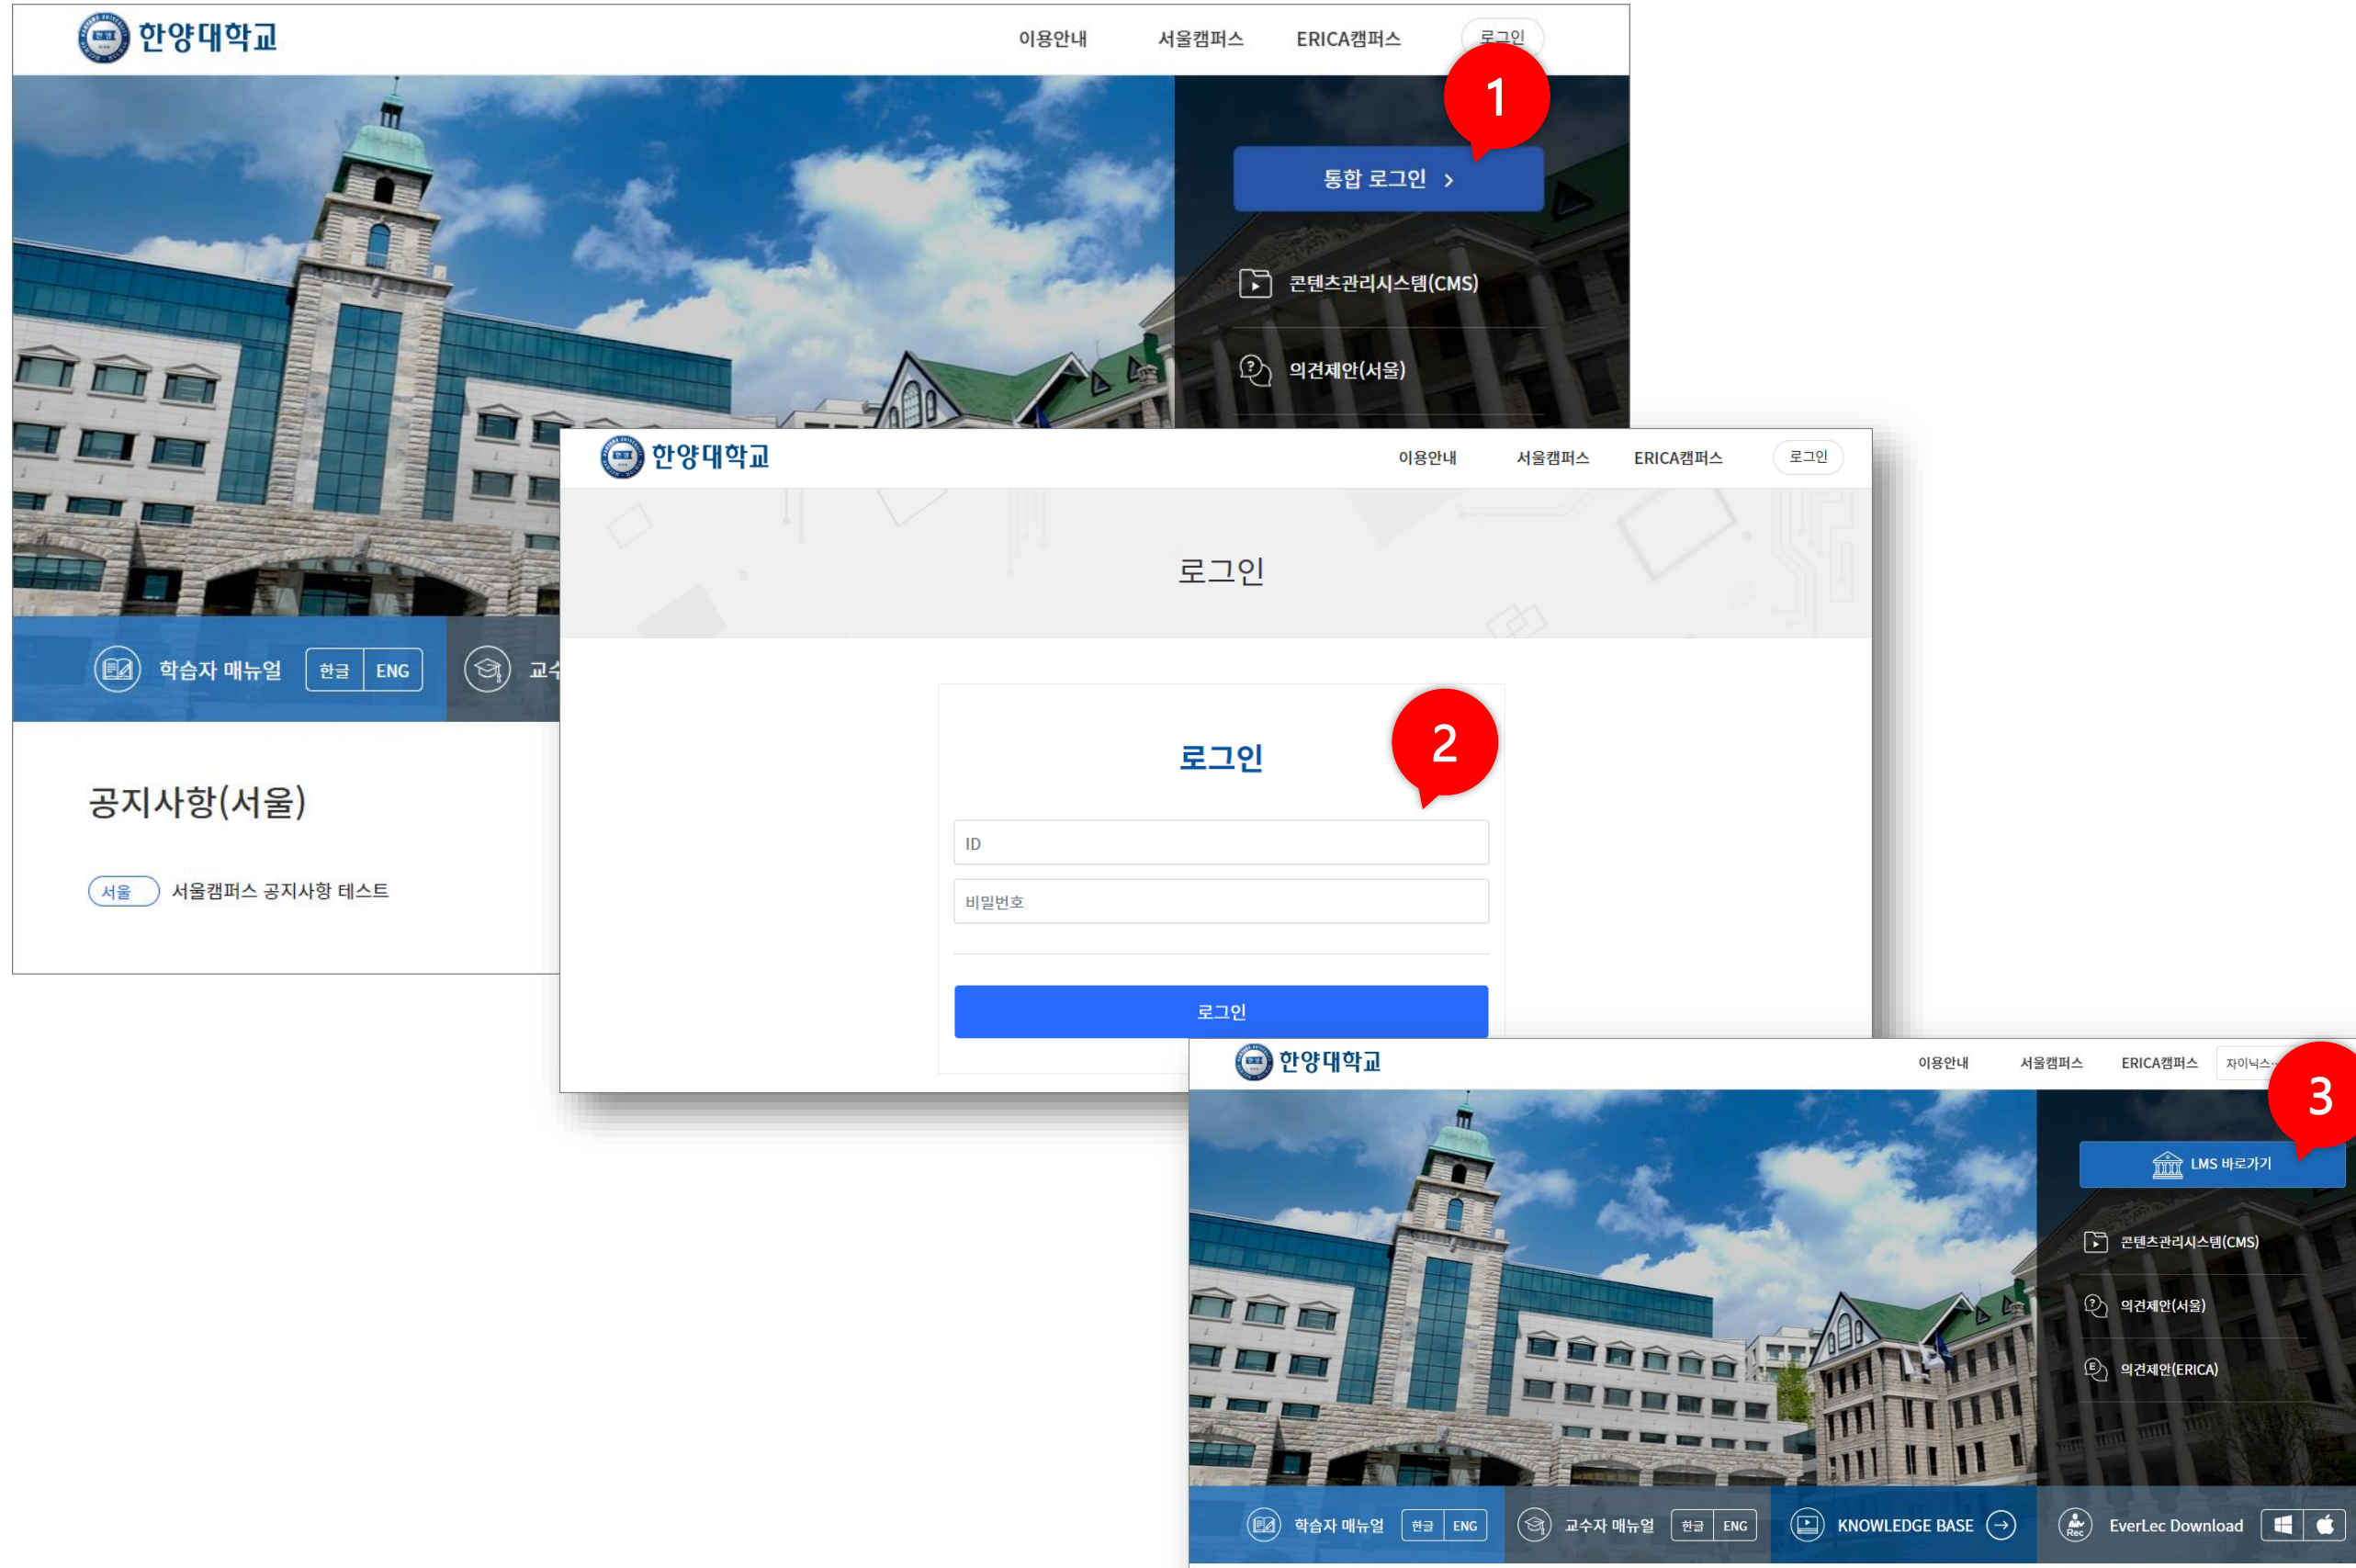 한양대학교
이용안내 서울캠퍼스 ERICA캠퍼스 로그인
1
통합 로그인
콘텐츠관리시스템(CMS)
의견제안(서울)
학습자 매뉴얼 한글 ENG
교수
공지사항(서울)
서울 서울캠퍼스 공지사항 테스트
한양대학교
이용안내 서울캠퍼스 ERICA캠퍼스 로그인
로그인
2
로그인
ID
비밀번호
로그인
한양대학교
이용안내 서울캠퍼스 ERICA캠퍼스 자이닉스...
3
LMS 바로가기
콘텐츠관리시스템(CMS)
의견제안(서울)
의견제안(ERICA)
학습자 매뉴얼 한글 ENG 교수자 매뉴얼 한글 ENG KNOWLEDGE BASE Rec EverLec Download